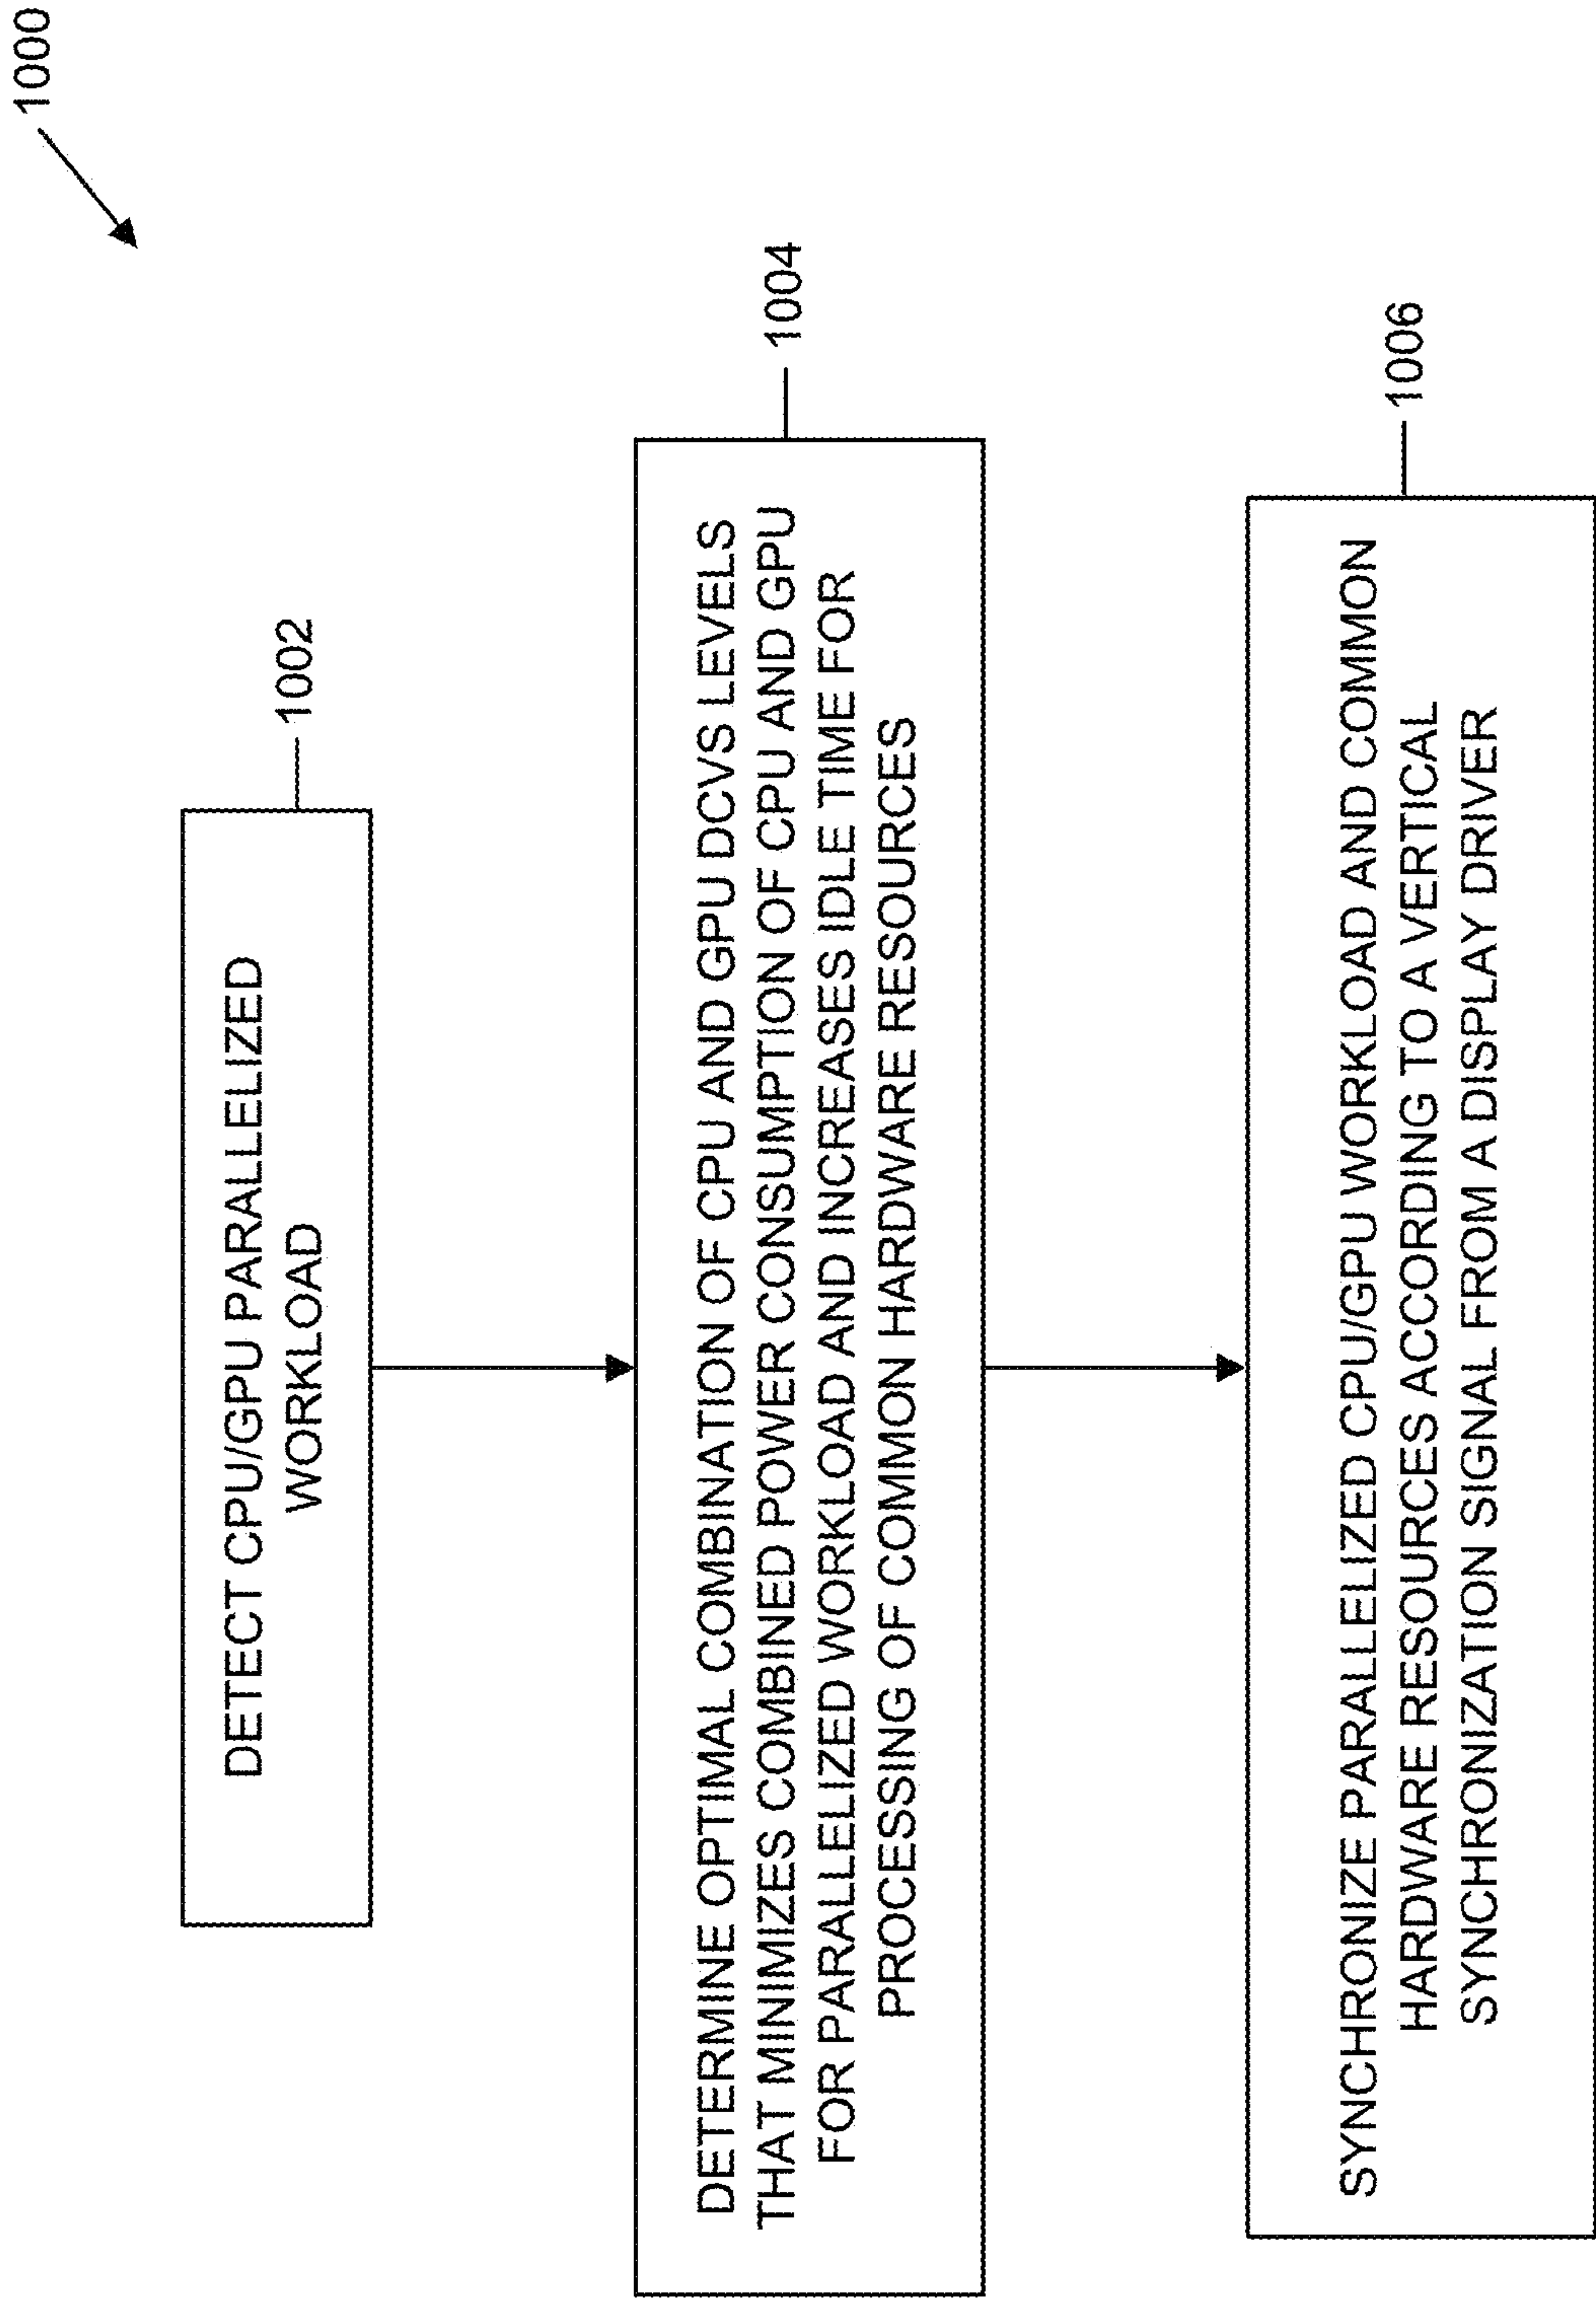 1000
DETECT CPU/GPU PARALLELIZED
WORKLOAD
1002
DETERMINE OPTIMAL COMBINATION OF CPU AND GPU DCVS LEVELS
THAT MINIMIZES COMBINED POWER CONSUMPTION OF CPU AND GPU
FOR PARALLELIZED WORKLOAD AND INCREASES IDLE TIME FOR
PROCESSING OF COMMON HARDWARE RESOURCES
1004
SYNCHRONIZE PARALLELIZED CPU/GPU WORKLOAD AND COMMON
HARDWARE RESOURCES ACCORDING TO A VERTICAL
SYNCHRONIZATION SIGNAL FROM A DISPLAY DRIVER
1006